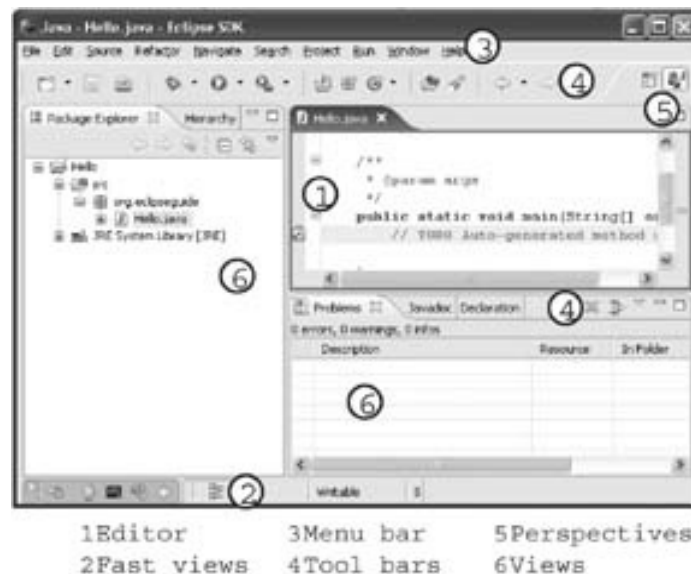 Java - Hello.java - Eclipse SDK
File Edit Source Refactor Navigate Search Project Run Window Help
3
4
5
Package Explorer Hierarchy
Hello
src
org.eclipseguide
Hello.java
JRE System Library [JRE]
6
Hello.java
/**
* @param args
*/
1
public static void main(String[]
// TODO Auto-generated method
Problems Javadoc Declaration
4
0 errors, 0 warnings, 0 infos
Description Resource In Folder
6
2
Writable
1Editor 3Menu bar 5Perspectives
2Fast views 4Tool bars 6Views